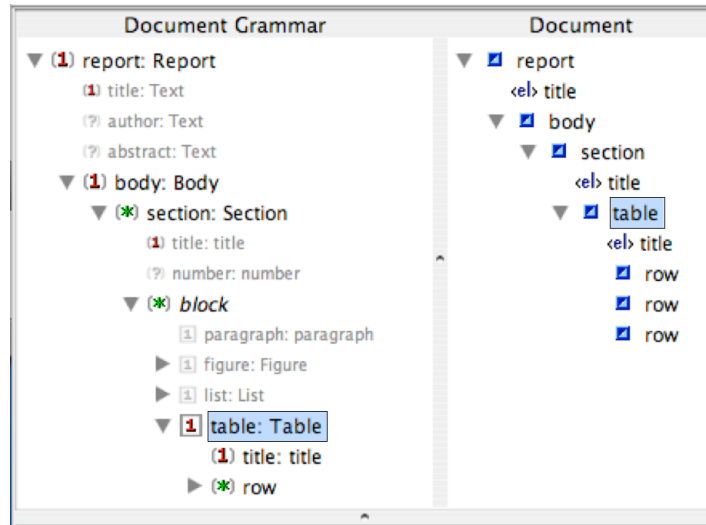 Document Grammar
(1) report: Report
(1) title: Text
(?) author: Text
(?) abstract: Text
(1) body: Body
(*) section: Section
(1) title: title
(?) number: number
(*) block
1 paragraph: paragraph
1 figure: Figure
1 list: List
1 table: Table
(1) title: title
(*) row
Document
report
<el> title
body
section
<el> title
table
<el> title
row
row
row